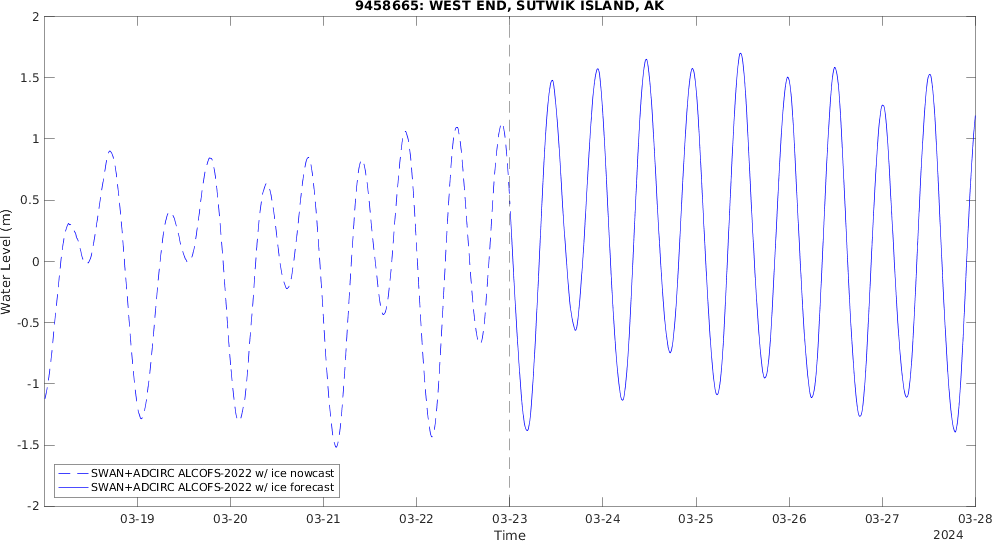 9458665: WEST END, SUTWIK ISLAND, AK
2
1.5
1
0.5
0
-0.5
-1
-1.5
-2
Water Level (m)
SWAN+ADCIRC ALCOFS-2022 w/ ice nowcast
SWAN+ADCIRC ALCOFS-2022 w/ ice forecast
03-19 03-20 03-21 03-22 03-23 03-24 03-25 03-26 03-27 03-28
Time
2024